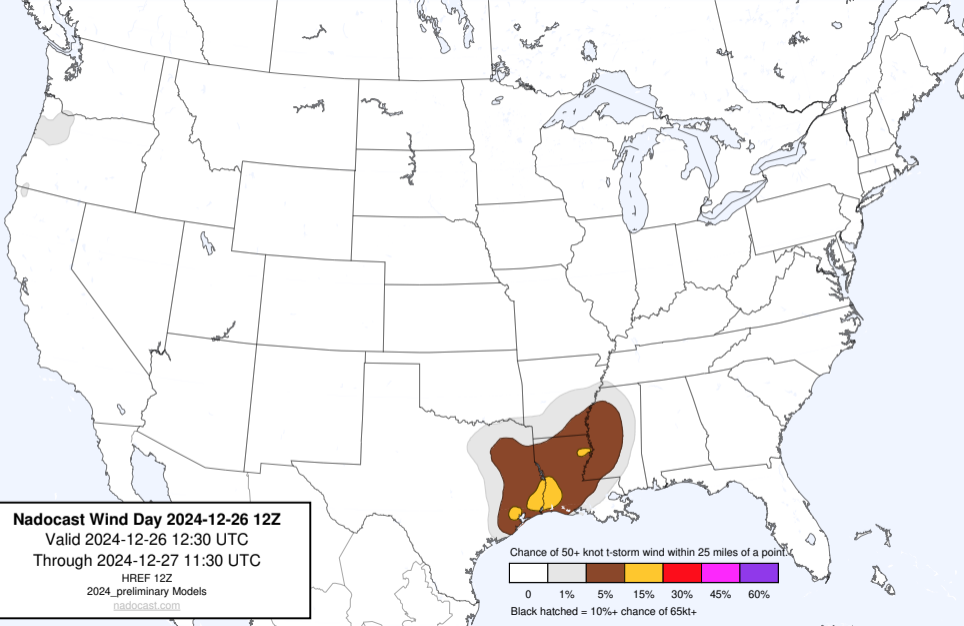 Nadocast Wind Day 2024-12-26 12Z
Valid 2024-12-26 12:30 UTC
Through 2024-12-27 11:30 UTC
HREF 12Z
2024_preliminary Models
nadocast.com
Chance of 50+ knot t-storm wind within 25 miles of a point.
0 1% 5% 15% 30% 45% 60%
Black hatched = 10%+ chance of 65kt+